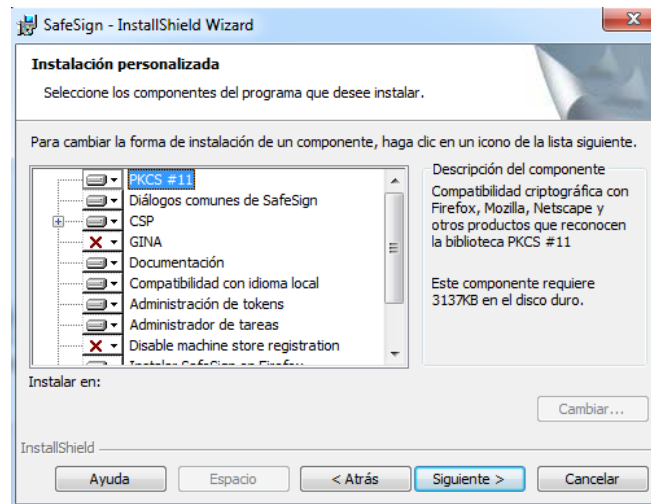 SafeSign - InstallShield Wizard
Instalación personalizada
Seleccione los componentes del programa que desee instalar.
Para cambiar la forma de instalación de un componente, haga clic en un icono de la lista siguiente.
PKCS #11
Diálogos comunes de SafeSign
CSP
GINA
Documentación
Compatibilidad con idioma local
Administración de tokens
Administrador de tareas
Disable machine store registration
Instalar SafeSign en Firefox
Descripción del componente
Compatibilidad criptográfica con
Firefox, Mozilla, Netscape y
otros productos que reconocen
la biblioteca PKCS #11
Este componente requiere
3137KB en el disco duro.
Instalar en:
Cambiar...
InstallShield
Ayuda
Espacio
< Atrás
Siguiente >
Cancelar